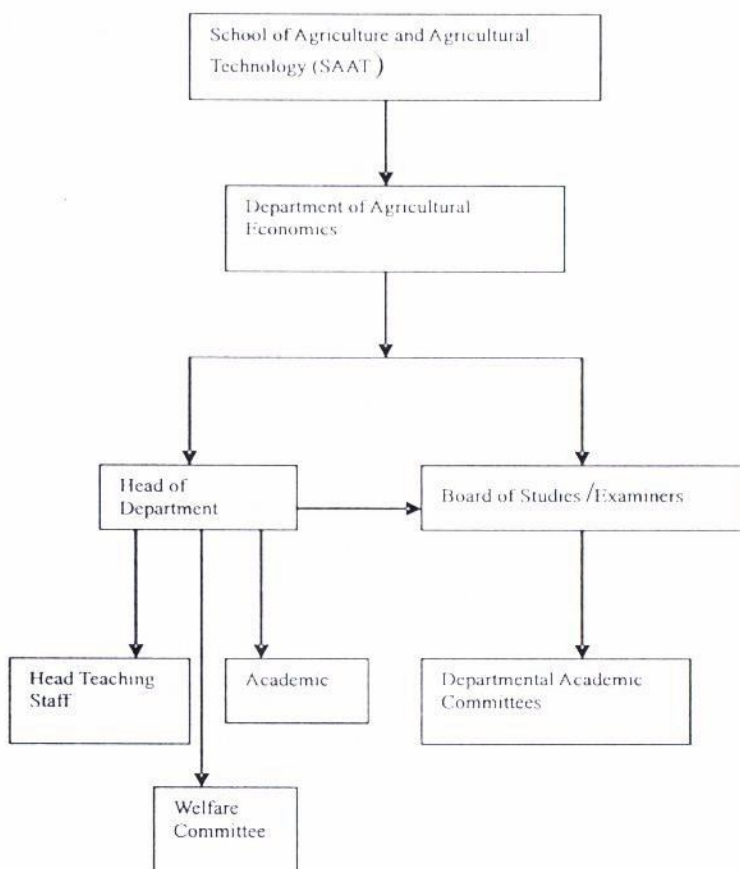 School of Agriculture and Agricultural
Technology (SAAT)
Department of Agricultural
Economics
Head of
Department
Board of Studies/Examiners
Head Teaching
Staff
Academic
Departmental Academic
Committees
Welfare
Committee